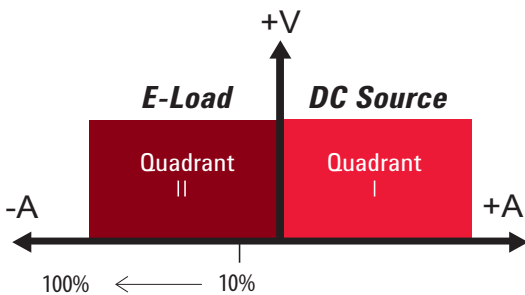 +V
E-Load DC Source
Quadrant Quadrant
II I
-A +A
100% 10%